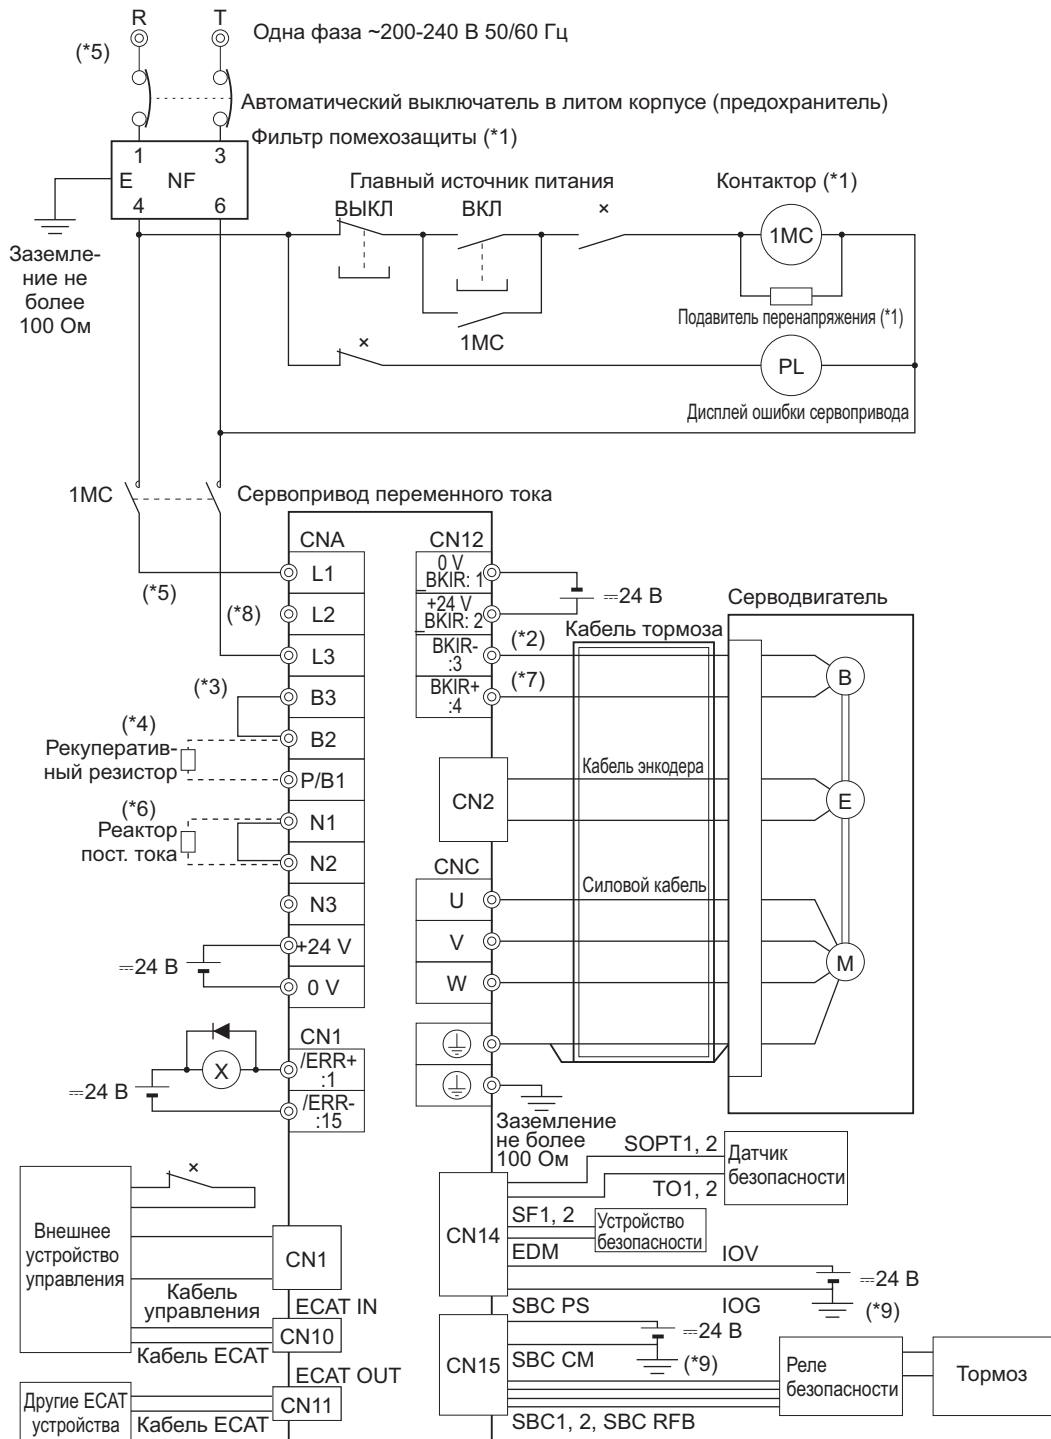 R
T
Одна фаза ~200-240 В 50/60 Гц
(*5)
Автоматический выключатель в литом корпусе (предохранитель)
Фильтр помехозащиты (*1)
1
3
E
NF
4
6
Главный источник питания
Контактор (*1)
ВЫКЛ
ВКЛ
×
1MC
Заземле-
ние не
более
100 Ом
Подавитель перенапряжения (*1)
1MC
×
PL
Дисплей ошибки сервопривода
1MC
Сервопривод переменного тока
CNA
CN12
L1
0 V
_BKIR: 1
(*5)
=24 В
Серводвигатель
(*8)
L2
+24 V
_BKIR: 2
Кабель тормоза
L3
BKIR-
:3
(*2)
B
(*3)
B3
BKIR+
:4
(*7)
(*4)
Рекуператив-
ный резистор
B2
P/B1
Кабель энкодера
CN2
E
(*6)
Реактор
пост. тока
N1
N2
CNC
Силовой кабель
N3
U
+24 V
V
=24 В
0 V
W
M
CN1
/ERR+
:1
X
=24 В
/ERR-
:15
Заземление
не более
100 Ом
SOPT1, 2
Датчик
безопасности
TO1, 2
×
Внешнее
устройство
управления
CN1
CN14
SF1, 2
Устройство
безопасности
EDM
IOV
=24 В
Кабель
управления
ECAT IN
SBC PS
IOG
(*9)
CN10
Кабель ECAT
=24 В
CN15
SBC CM
(*9)
Реле
безопасности
Тормоз
ECAT OUT
Другие ECAT
устройства
CN11
Кабель ECAT
SBC1, 2, SBC RFB